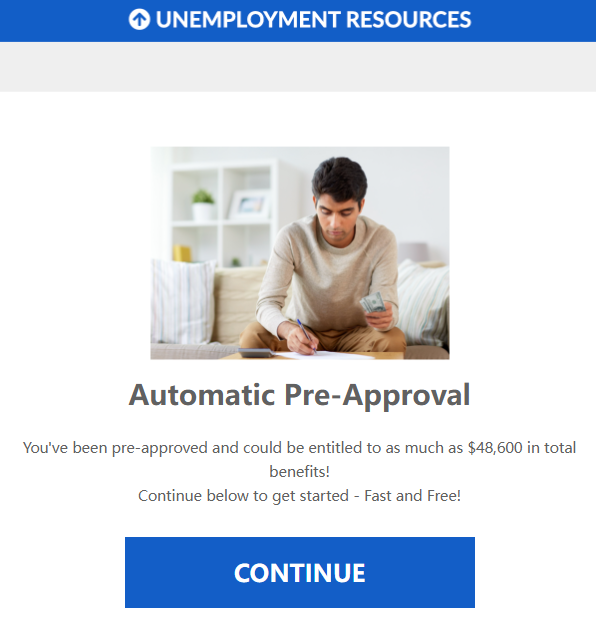 UNEMPLOYMENT RESOURCES
Automatic Pre-Approval
You've been pre-approved and could be entitled to as much as $48,600 in total
benefits!
Continue below to get started - Fast and Free!
CONTINUE